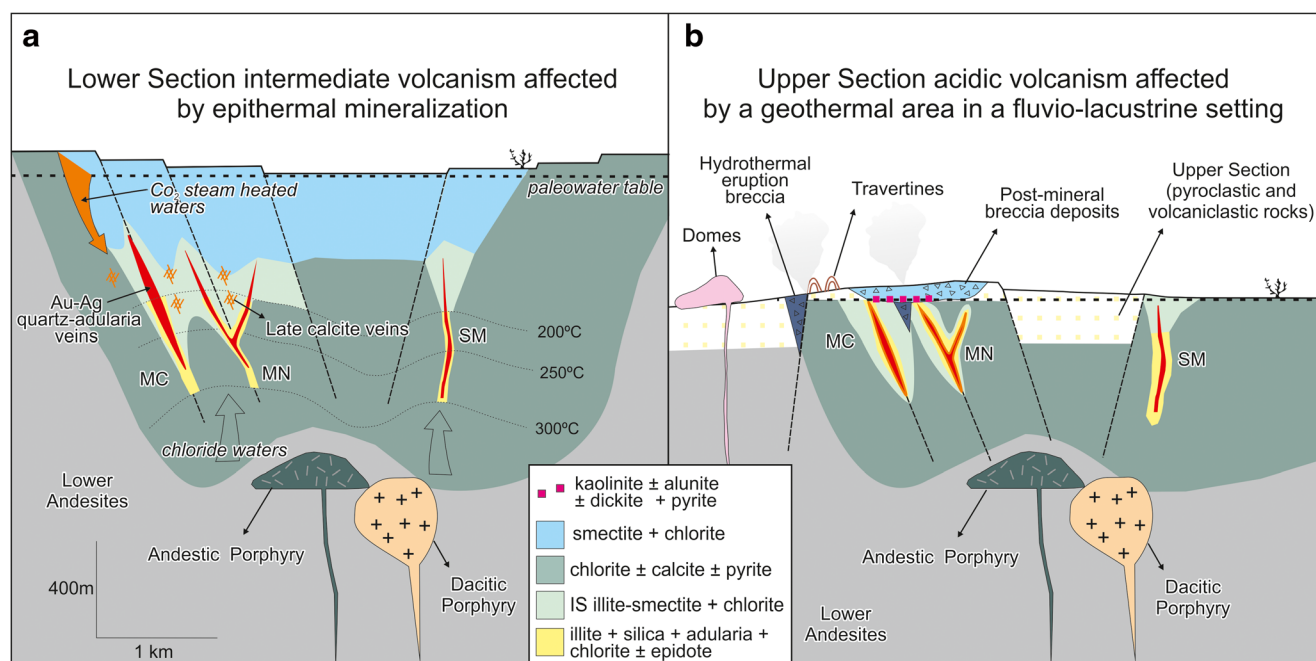 a
Lower Section intermediate volcanism affected
by epithermal mineralization
Co₂ steam heated
waters
paleowater table
Au-Ag
quartz-adularia
veins
Late calcite veins
SM
200ºC
250ºC
300ºC
MC
MN
chloride waters
Lower
Andesites
Andestic Porphyry
Dacitic
Porphyry
400m
1 km
kaolinite ± alunite
± dickite + pyrite
smectite + chlorite
chlorite ± calcite ± pyrite
IS illite-smectite + chlorite
illite + silica + adularia +
chlorite ± epidote
b
Upper Section acidic volcanism affected
by a geothermal area in a fluvio-lacustrine setting
Hydrothermal
eruption
breccia
Travertines
Post-mineral
breccia deposits
Upper Section
(pyroclastic and
volcaniclastic rocks)
Domes
MC
MN
SM
Andestic Porphyry
Dacitic
Porphyry
Lower
Andesites